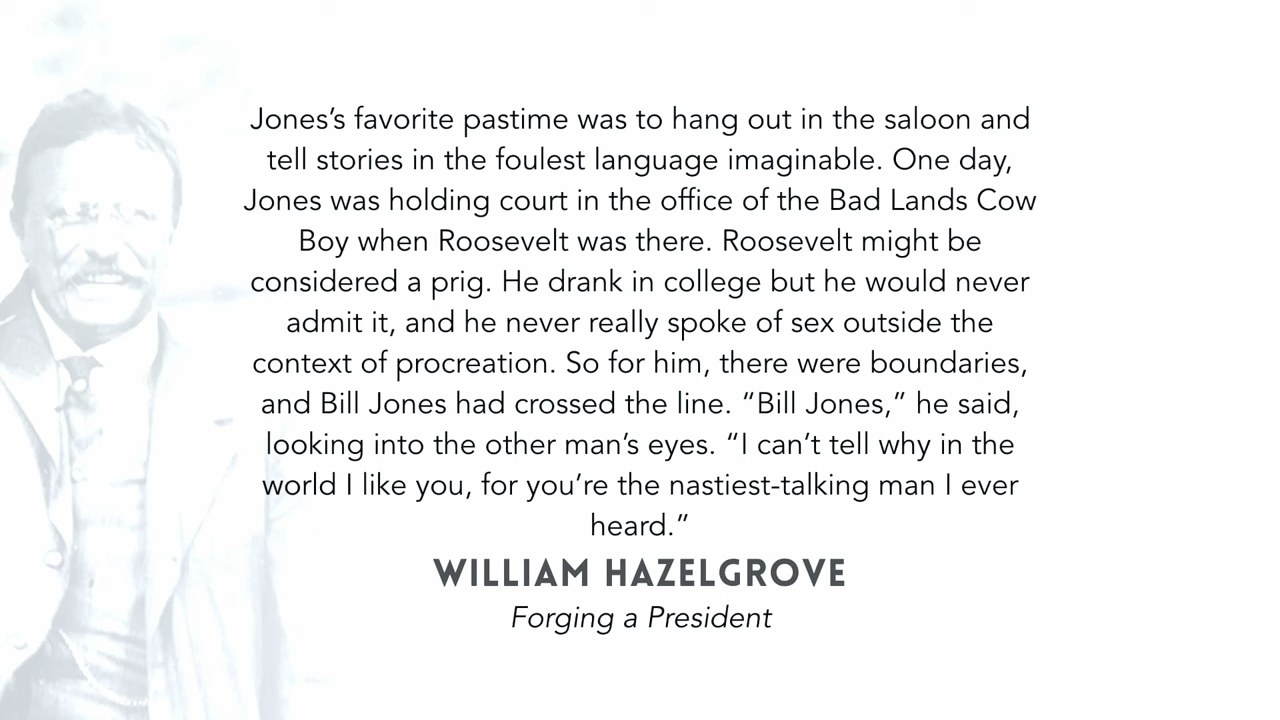 Jones’s favorite pastime was to hang out in the saloon and
tell stories in the foulest language imaginable. One day,
Jones was holding court in the office of the Bad Lands Cow
Boy when Roosevelt was there. Roosevelt might be
considered a prig. He drank in college but he would never
admit it, and he never really spoke of sex outside the
context of procreation. So for him, there were boundaries,
and Bill Jones had crossed the line. “Bill Jones,” he said,
looking into the other man’s eyes. “I can’t tell why in the
world I like you, for you’re the nastiest-talking man I ever
heard.”
WILLIAM HAZELGROVE
Forging a President